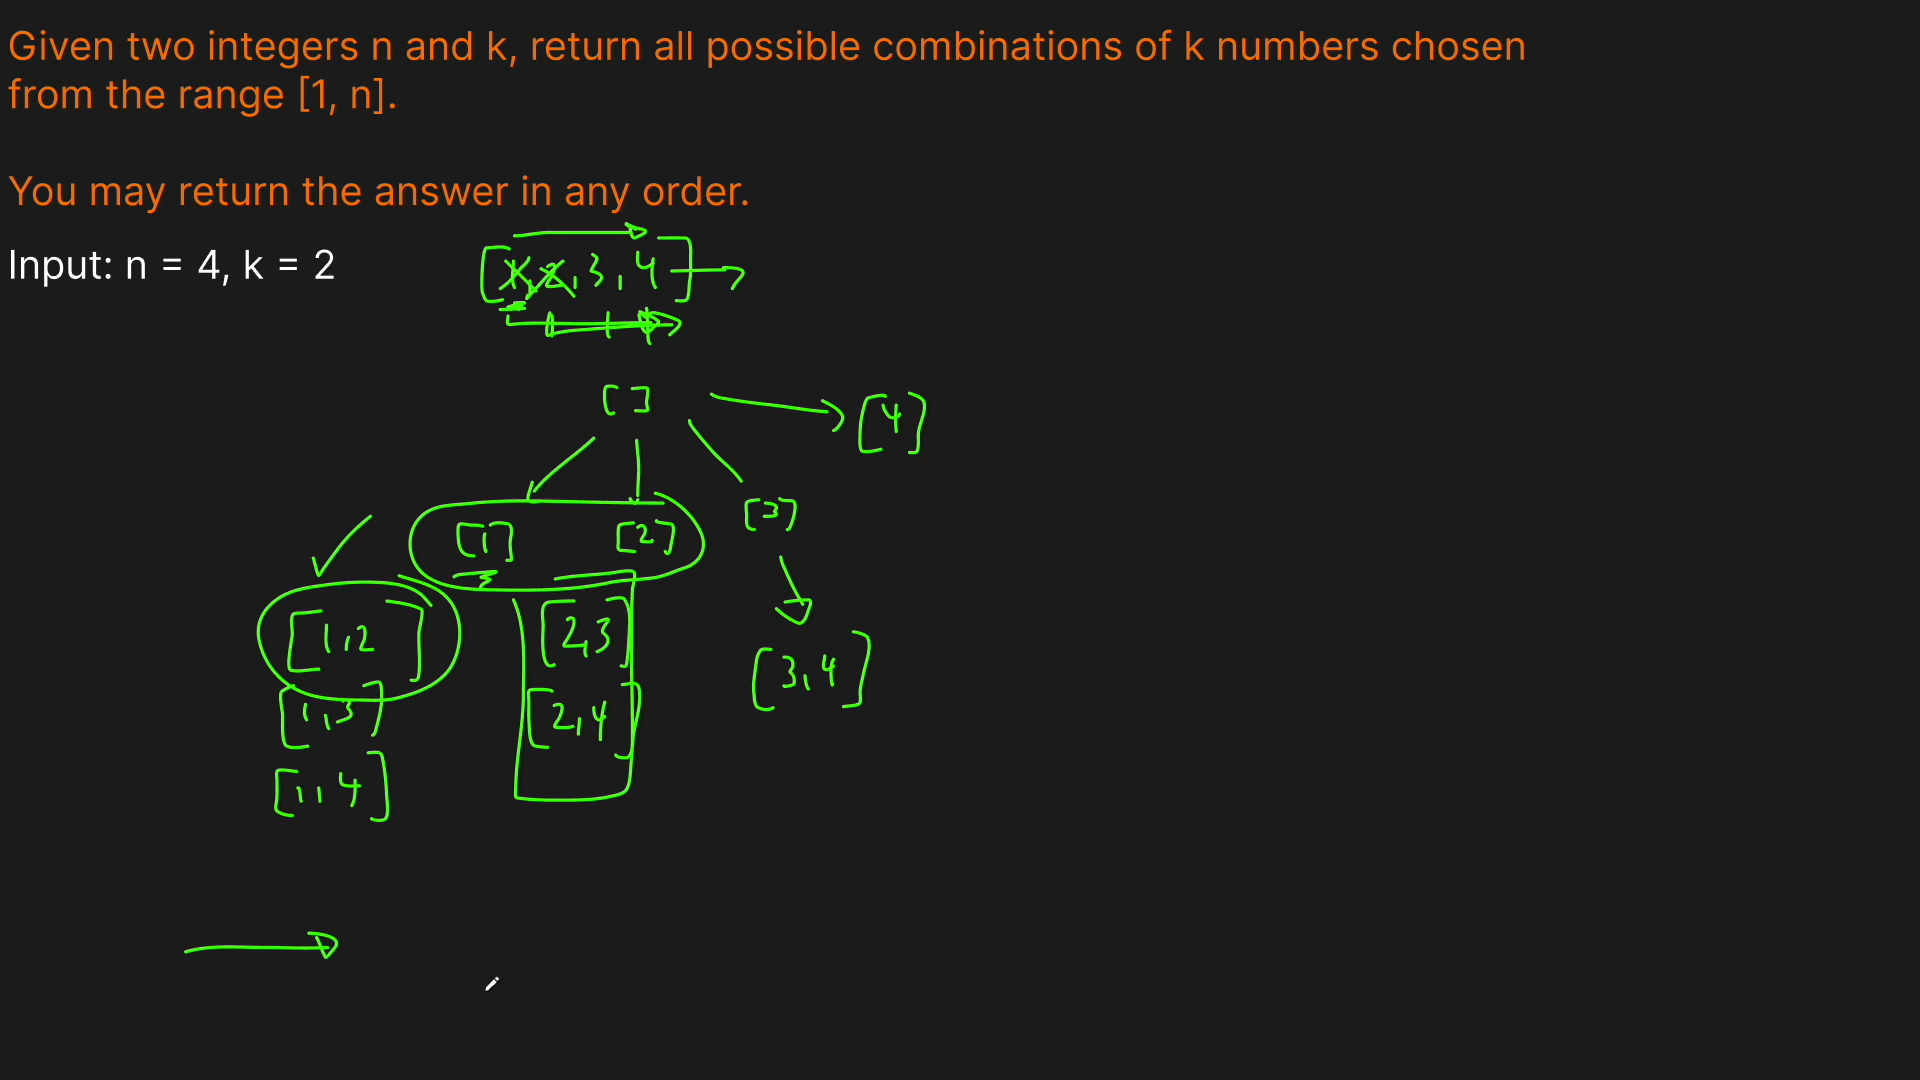 Given two integers n and k, return all possible combinations of k numbers chosen
from the range [1, n].
You may return the answer in any order.
Input: n = 4, k = 2
[1,2,3,4]
[]
[4]
[1] [2] [3]
[1,2] [2,3] [3,4]
[1,3] [2,4]
[1,4]